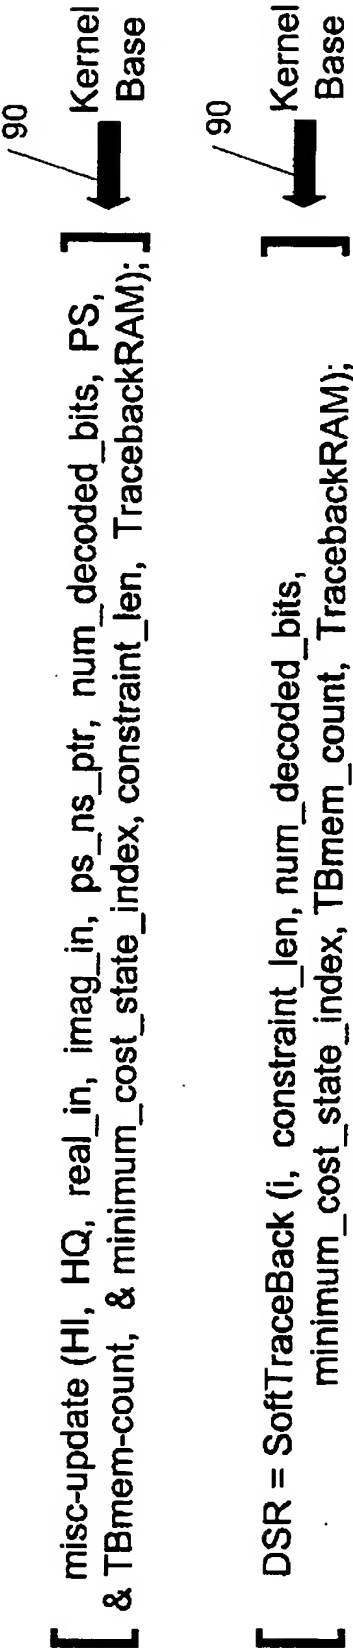 90
[ misc-update (HI, HQ, real_in, imag_in, ps_ns_ptr, num_decoded_bits, PS, ] Kernel
& TBmem-count, & minimum_cost_state_index, constraint_len, TracebackRAM); Base
90
[ DSR = SoftTraceBack (i, constraint_len, num_decoded_bits, ] Kernel
minimum_cost_state_index, TBmem_count, TracebackRAM); Base